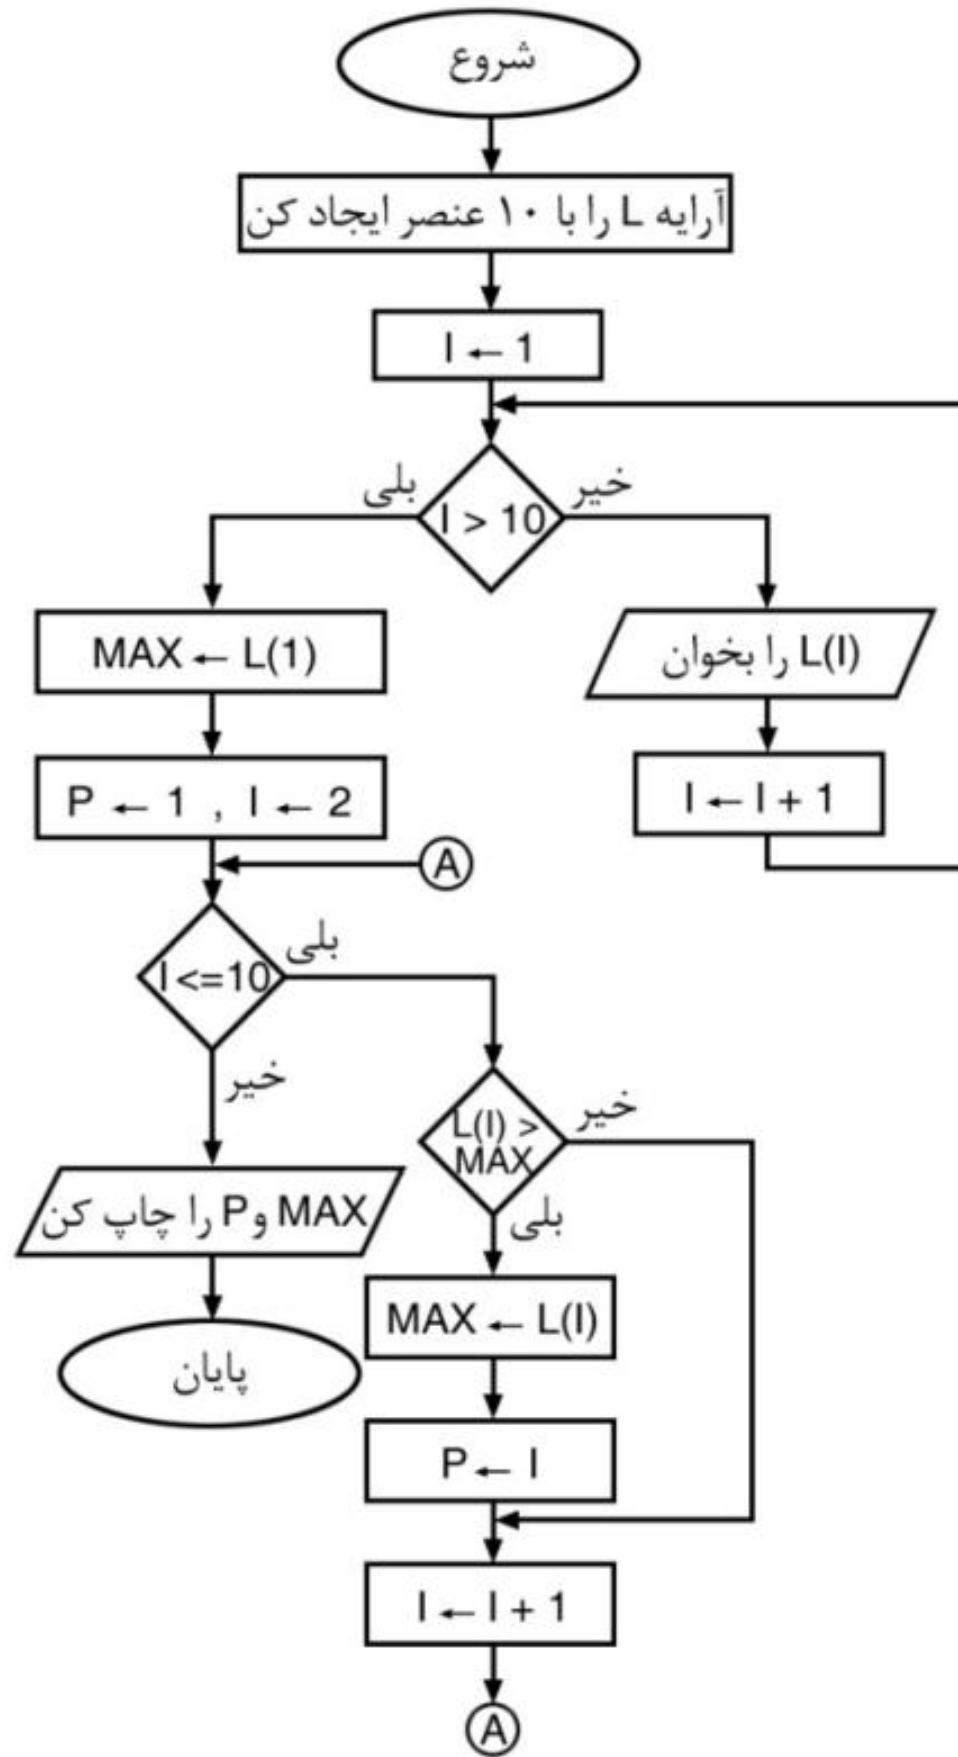 شروع
آرایه L را با ۱۰ عنصر ایجاد کن
I ← 1
I > 10
بلی
خیر
MAX ← L(1)
P ← 1 , I ← 2
L(I) را بخوان
I ← I + 1
A
I <=10
بلی
خیر
MAX وP را چاپ کن
پایان
L(I) >
MAX
خیر
بلی
MAX ← L(I)
P ← I
I ← I + 1
A